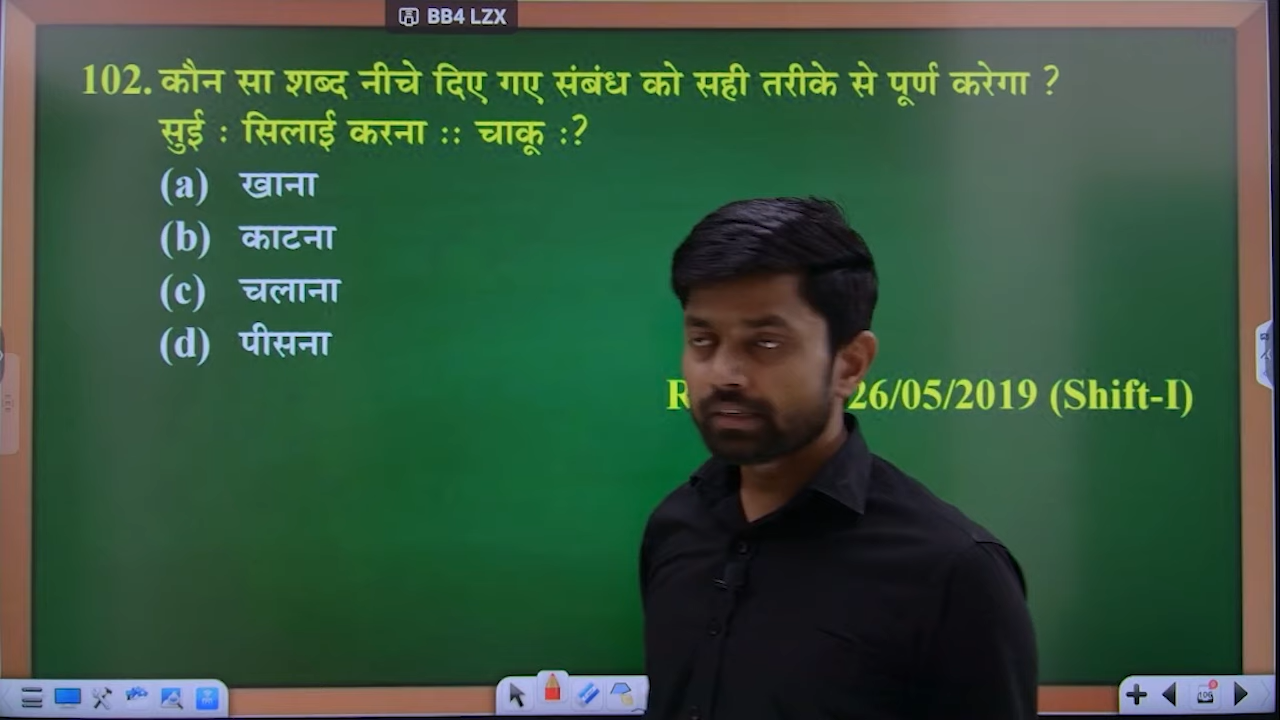 BB4 LZX
102. कौन सा शब्द नीचे दिए गए संबंध को सही तरीके से पूर्ण करेगा ?
सुई : सिलाई करना :: चाकू :?
(a) खाना
(b) काटना
(c) चलाना
(d) पीसना
26/05/2019 (Shift-I)